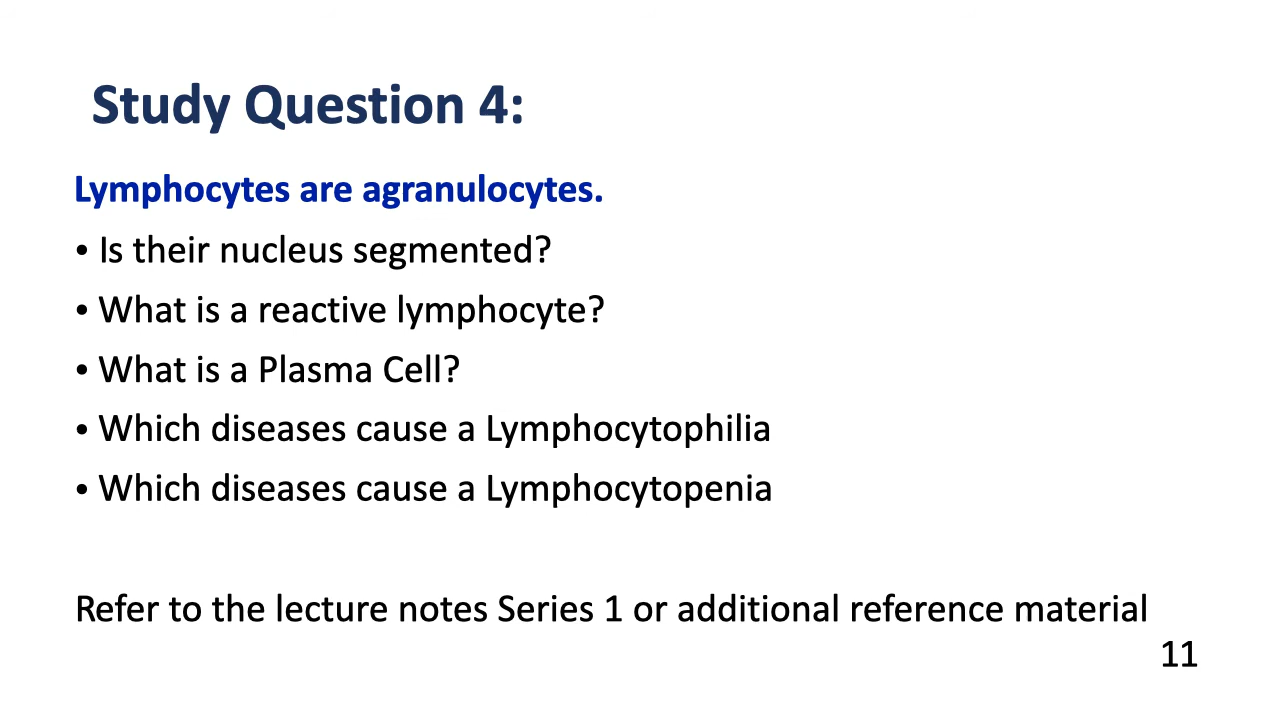 Study Question 4:
Lymphocytes are agranulocytes.
• Is their nucleus segmented?
• What is a reactive lymphocyte?
• What is a Plasma Cell?
• Which diseases cause a Lymphocytophilia
• Which diseases cause a Lymphocytopenia
Refer to the lecture notes Series 1 or additional reference material
11